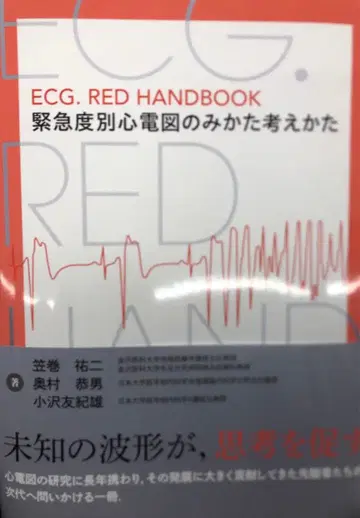 ECG.
RED
HAND
ECG. RED HANDBOOK
緊急度別心電図のみかた考えかた
著
笠巻 祐二
奥村 恭男
小沢友紀雄
未知の波形が,思考を促す
心電図の研究に長年携わり,その発展に大きく貢献してきた先駆者たち
次代へ問いかける一冊.